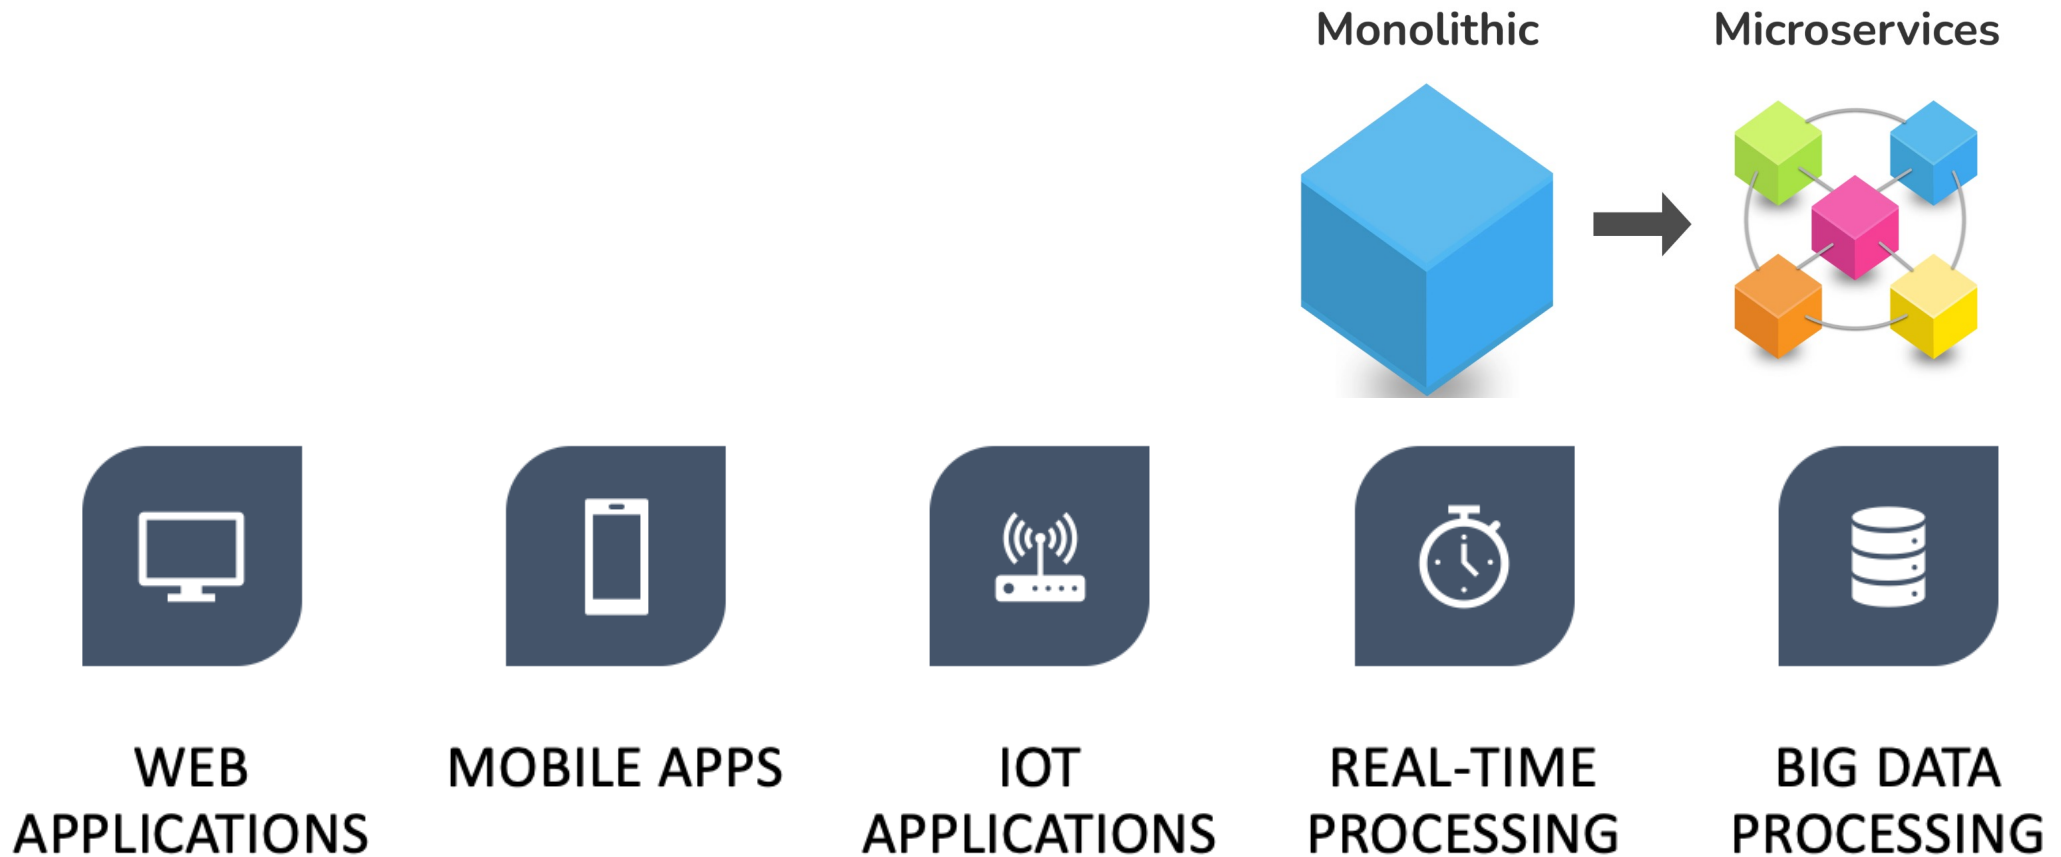 Monolithic
Microservices
WEB
APPLICATIONS
MOBILE APPS
IOT
APPLICATIONS
REAL-TIME
PROCESSING
BIG DATA
PROCESSING